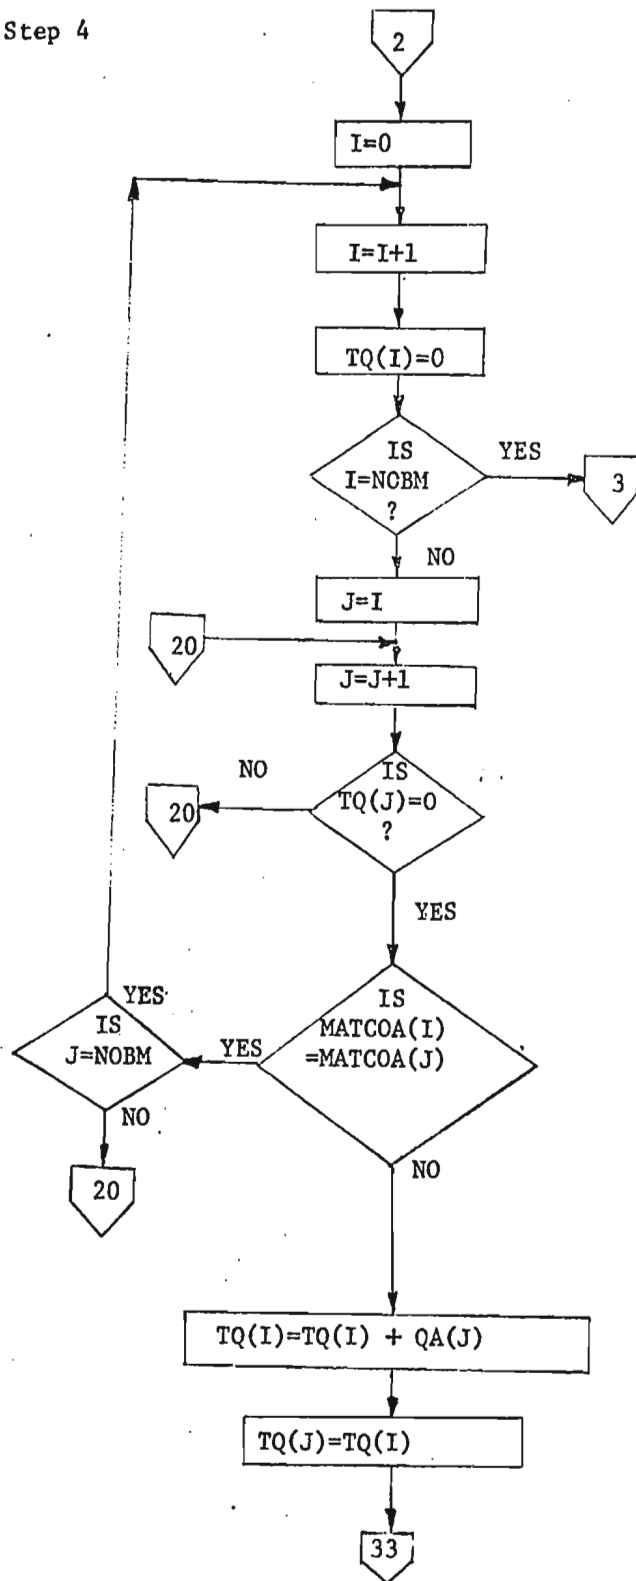 Step 4
2
I=0
I=I+1
TQ(I)=0
IS
I=NOBM
?
YES
3
NO
J=I
20
J=J+1
NO
IS
TQ(J)=0
?
20
YES
YES
IS
J=NOBM
YES
IS
MATCOA(I)
=MATCOA(J)
NO
20
NO
TQ(I)=TQ(I) + QA(J)
TQ(J)=TQ(I)
33